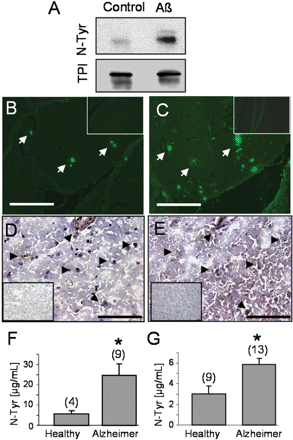 A
Control Aß
N-Tyr
TPI
B
C
D
E
F
G
N-Tyr [µg/mL]
30
20
10
0
(4)
*
(9)
Healthy Alzheimer
N-Tyr [µg/mL]
6
4
2
0
(9)
*
(13)
Healthy Alzheimer